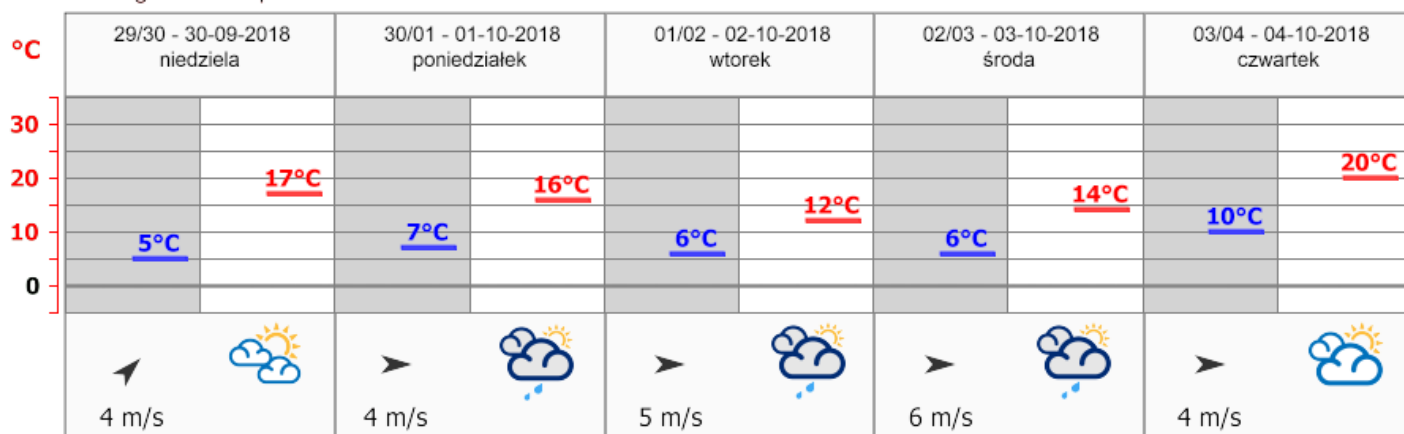 29/30 - 30-09-2018
niedziela
30/01 - 01-10-2018
poniedziałek
01/02 - 02-10-2018
wtorek
02/03 - 03-10-2018
środa
03/04 - 04-10-2018
czwartek
°C
30
20
10
0
5°C
17°C
7°C
16°C
6°C
12°C
6°C
14°C
10°C
20°C
4 m/s
4 m/s
5 m/s
6 m/s
4 m/s